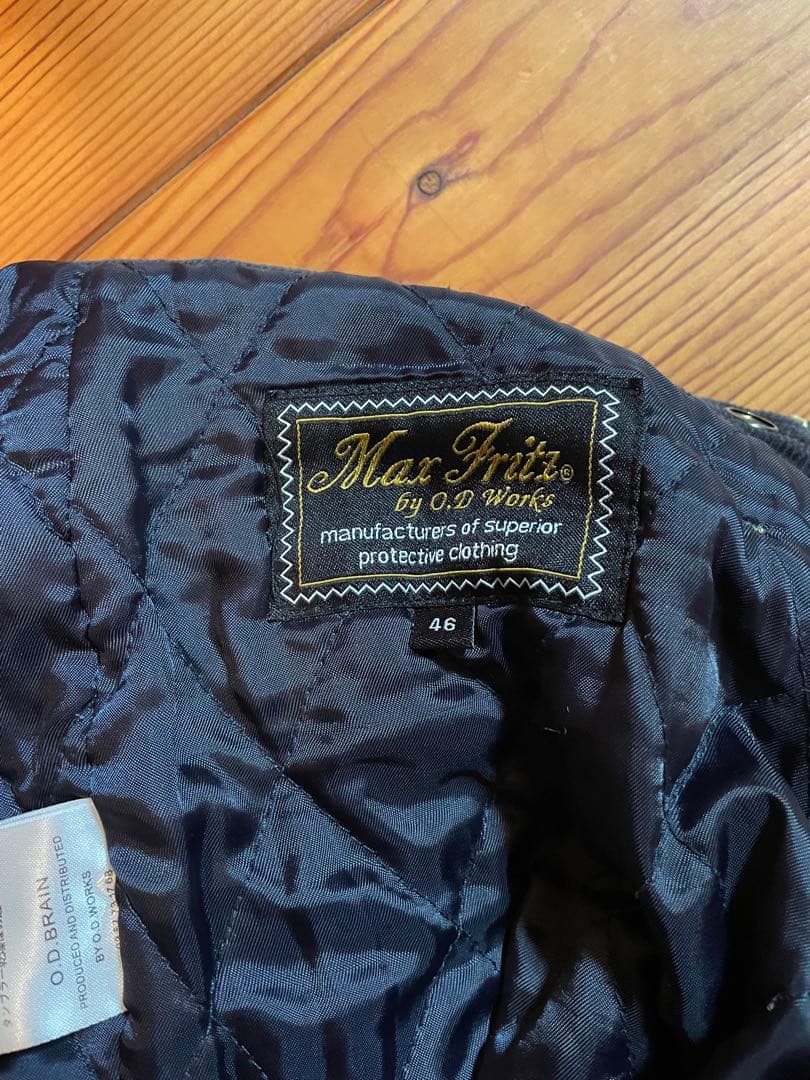 Max Fritz®
by O.D Works
manufacturers of superior
protective clothing
46
O.D.BRAIN
PRODUCED AND DISTRIBUTED
BY O.D.WORKS